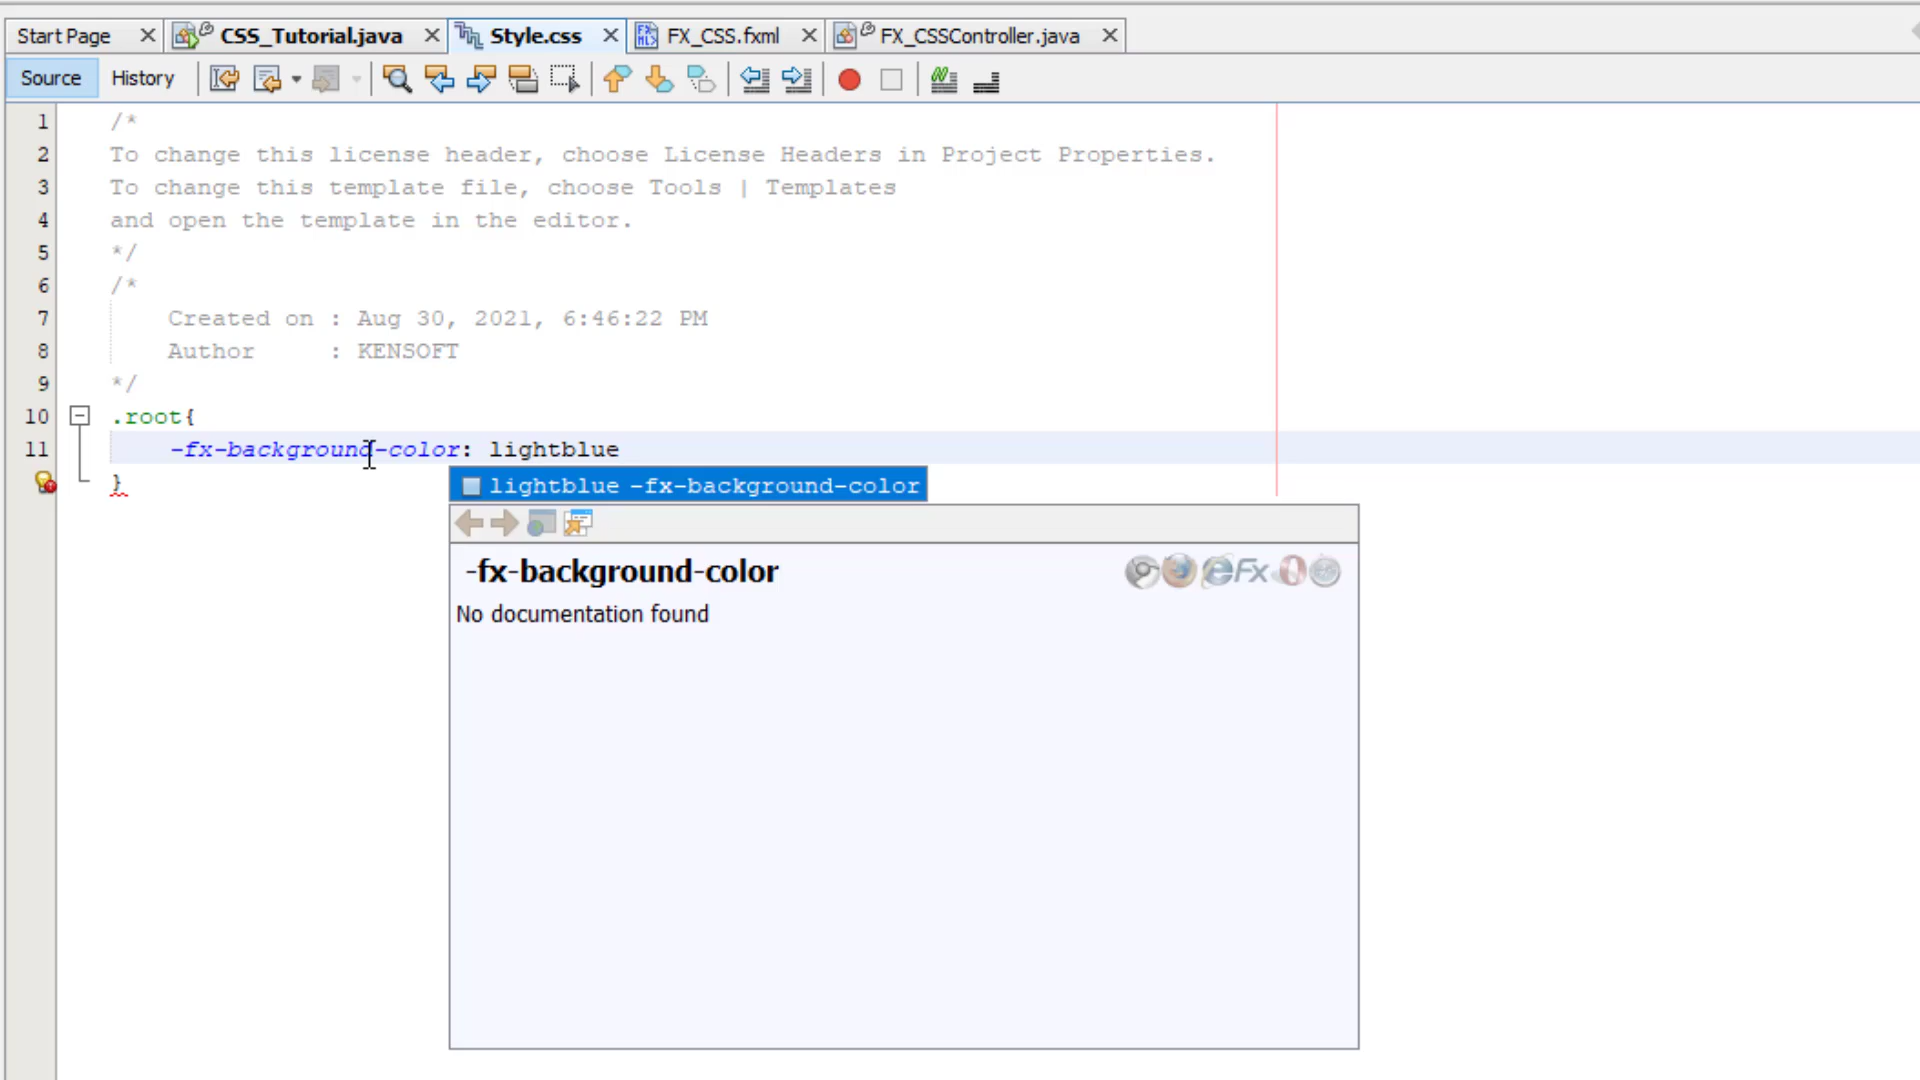 Start Page CSS_Tutorial.java Style.css FX_CSS.fxml FX_CSSController.java
Source History
1 /*
2 To change this license header, choose License Headers in Project Properties.
3 To change this template file, choose Tools | Templates
4 and open the template in the editor.
5 */
6 /*
7 Created on : Aug 30, 2021, 6:46:22 PM
8 Author : KENSOFT
9 */
10 .root{
11 -fx-background-color: lightblue
}
lightblue -fx-background-color
-fx-background-color Fx
No documentation found